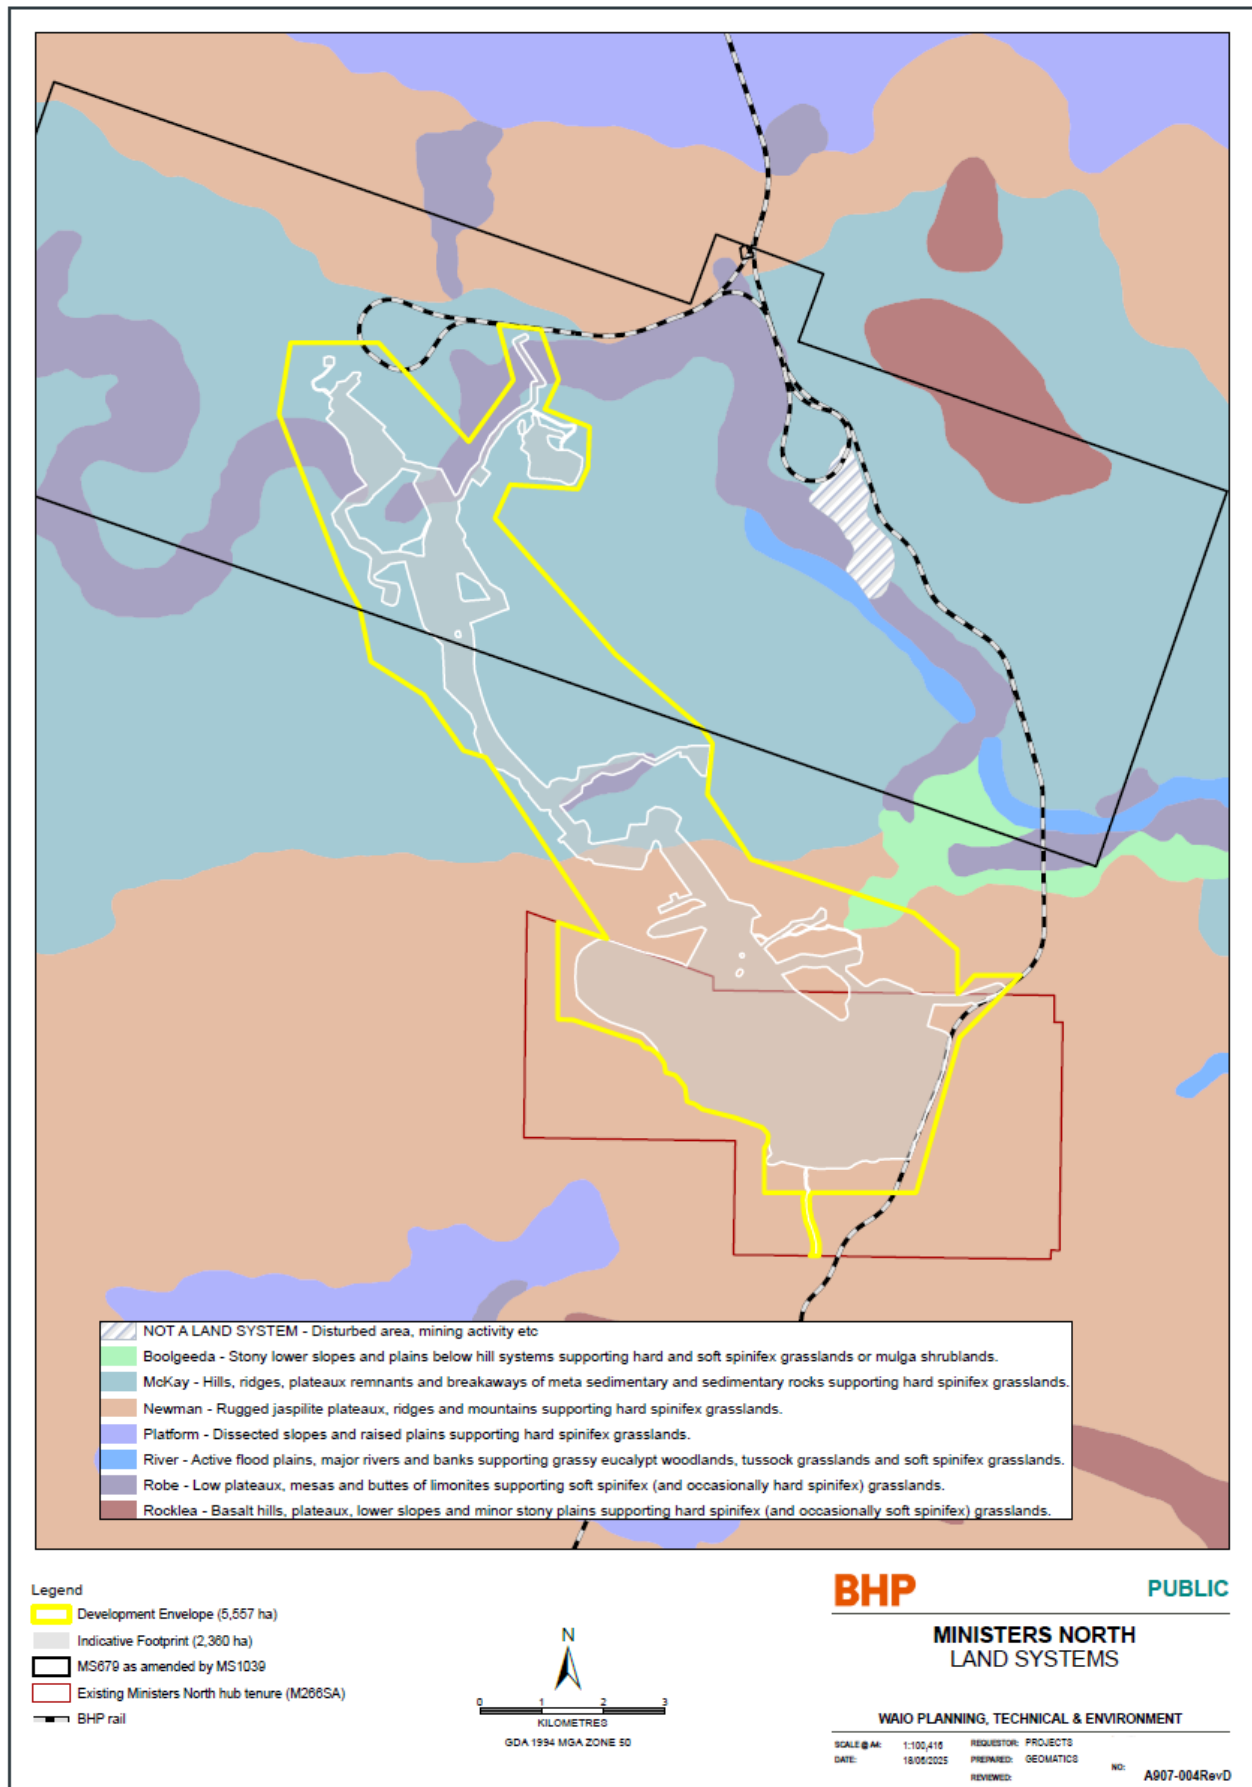 NOT A LAND SYSTEM - Disturbed area, mining activity etc
Boolgeeda - Stony lower slopes and plains below hill systems supporting hard and soft spinifex grasslands or mulga shrublands.
McKay - Hills, ridges, plateaux remnants and breakaways of meta sedimentary and sedimentary rocks supporting hard spinifex grasslands.
Newman - Rugged jaspilite plateaux, ridges and mountains supporting hard spinifex grasslands.
Platform - Dissected slopes and raised plains supporting hard spinifex grasslands.
River - Active flood plains, major rivers and banks supporting grassy eucalypt woodlands, tussock grasslands and soft spinifex grasslands.
Robe - Low plateaux, mesas and buttes of limonites supporting soft spinifex (and occasionally hard spinifex) grasslands.
Rocklea - Basalt hills, plateaux, lower slopes and minor stony plains supporting hard spinifex (and occasionally soft spinifex) grasslands.
Legend
Development Envelope (5,557 ha)
Indicative Footprint (2,360 ha)
MS679 as amended by MS1039
Existing Ministers North hub tenure (M266SA)
BHP rail
N
0 1 2 3
KILOMETRES
GDA 1994 MGA ZONE 50
BHP PUBLIC
MINISTERS NORTH
LAND SYSTEMS
WAIO PLANNING, TECHNICAL & ENVIRONMENT
SCALE @ A4: 1:100,416 REQUESTOR: PROJECTS
DATE: 18/06/2025 PREPARED: GEOMATICS
REVIEWED: NO: A907-004RevD